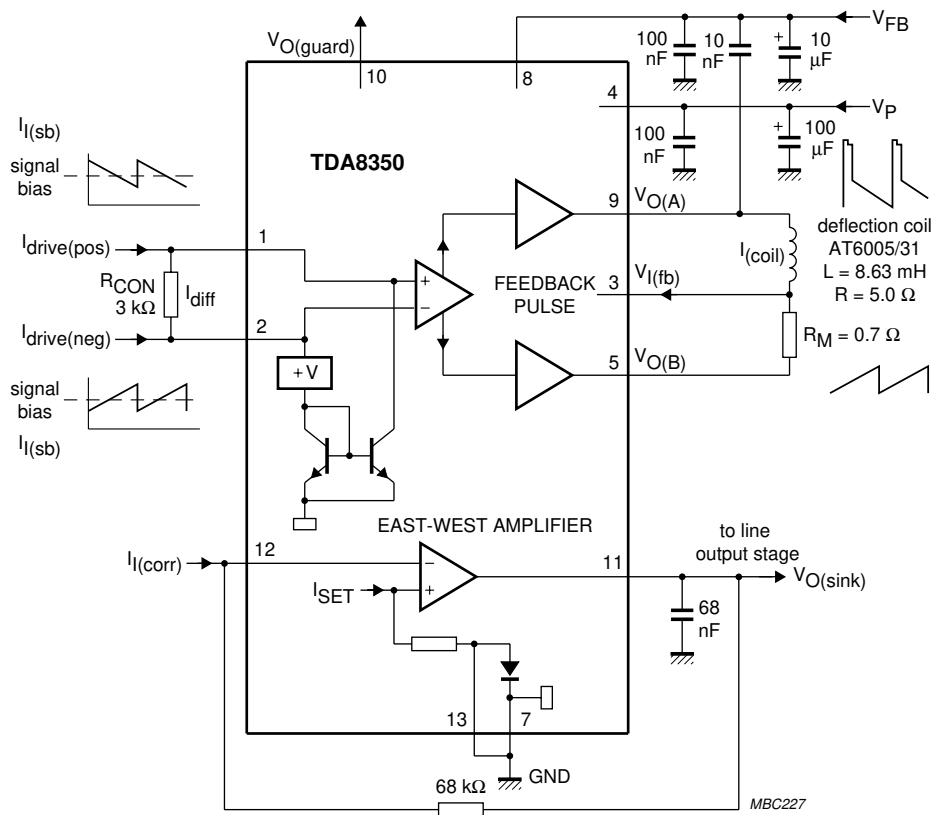 V_O(guard)
10
8
100
nF
10
nF
+
10
µF
V_FB
4
100
nF
+
100
µF
V_P
I_I(sb)
signal
bias
TDA8350
9
V_O(A)
deflection coil
AT6005/31
L = 8.63 mH
R = 5.0 Ω
I_(coil)
I_drive(pos)
1
R_CON
3 kΩ
I_diff
+
−
FEEDBACK
PULSE
3
V_I(fb)
I_drive(neg)
2
R_M = 0.7 Ω
+V
5
V_O(B)
signal
bias
I_I(sb)
EAST-WEST AMPLIFIER
to line
output stage
I_I(corr)
12
−
+
11
V_O(sink)
I_SET
68
nF
13
7
GND
68 kΩ
MBC227